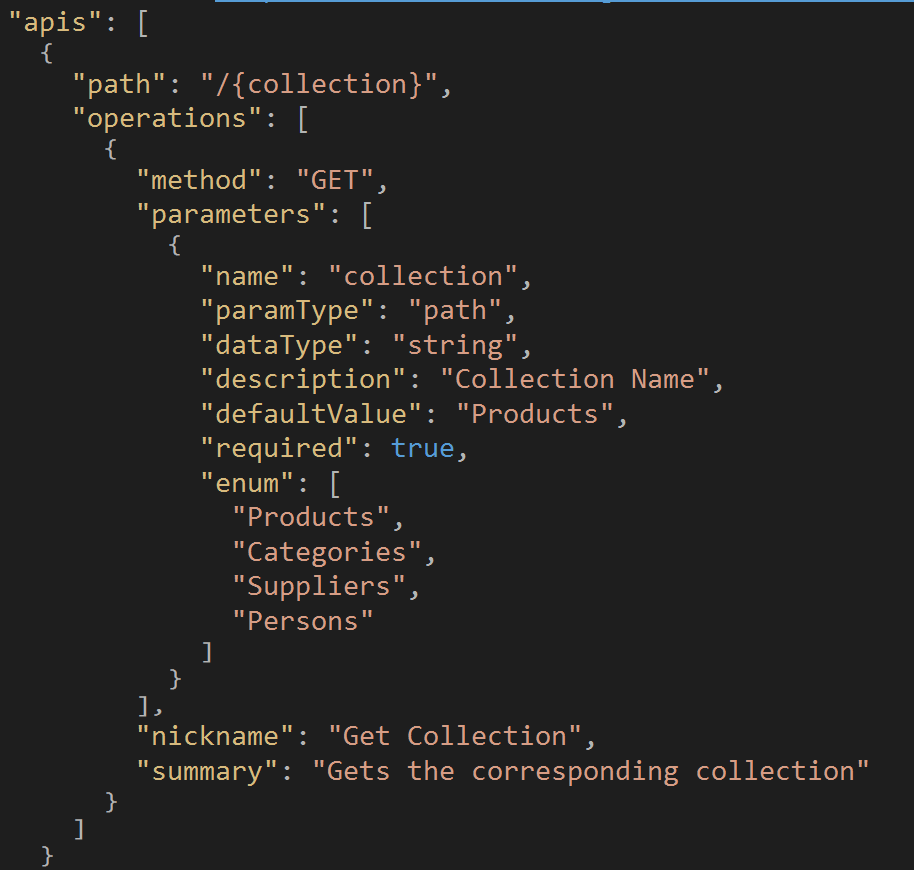 "apis": [
{
"path": "/{collection}",
"operations": [
{
"method": "GET",
"parameters": [
{
"name": "collection",
"paramType": "path",
"dataType": "string",
"description": "Collection Name",
"defaultValue": "Products",
"required": true,
"enum": [
"Products",
"Categories",
"Suppliers",
"Persons"
]
}
],
"nickname": "Get Collection",
"summary": "Gets the corresponding collection"
}
]
}